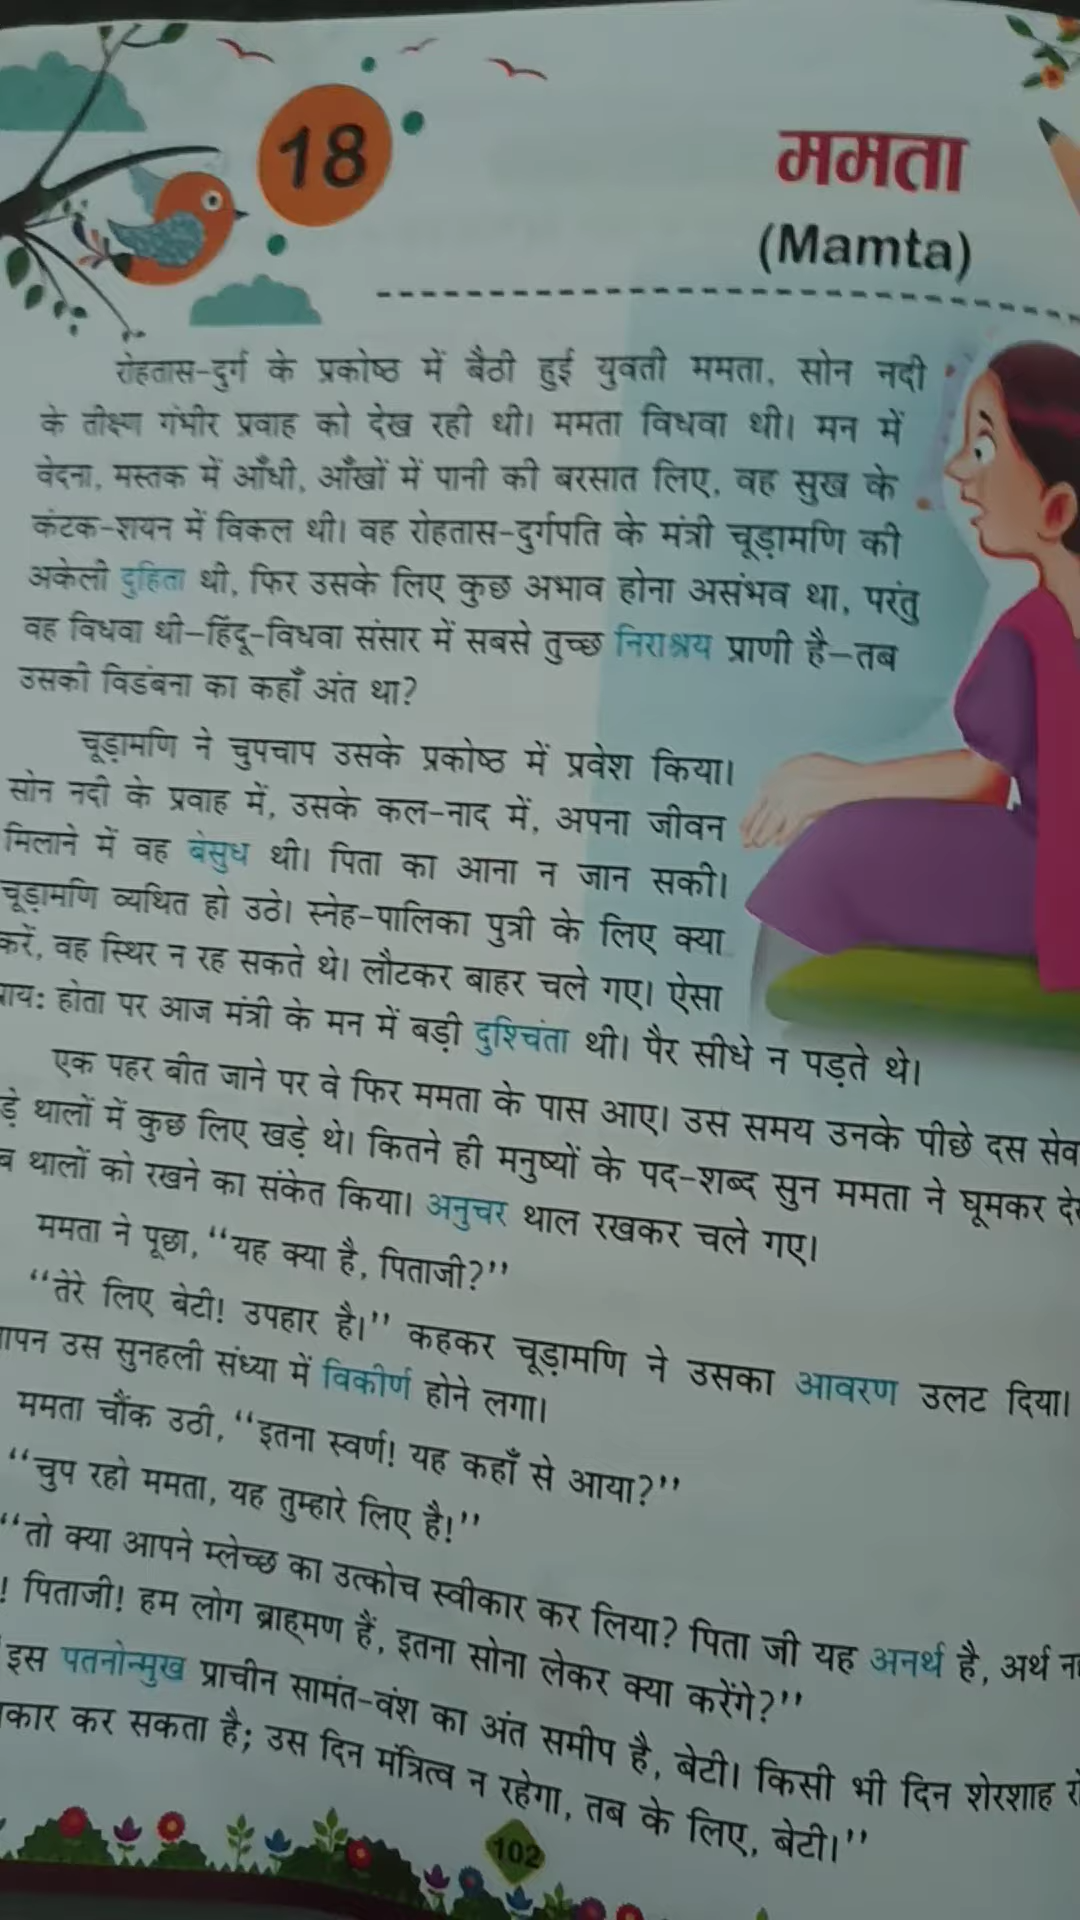 18
ममता
(Mamta)
रोहतास-दुर्ग के प्रकोष्ठ में बैठी हुई युवती ममता, सोन नदी
के तीक्ष्ण गंभीर प्रवाह को देख रही थी। ममता विधवा थी। मन में
वेदना, मस्तक में आँधी, आँखों में पानी की बरसात लिए, वह सुख के
कंटक-शयन में विकल थी। वह रोहतास-दुर्गपति के मंत्री चूड़ामणि की
अकेली दुहिता थी, फिर उसके लिए कुछ अभाव होना असंभव था, परंतु
वह विधवा थी–हिंदू-विधवा संसार में सबसे तुच्छ निराश्रय प्राणी है–तब
उसकी विडंबना का कहाँ अंत था?
चूड़ामणि ने चुपचाप उसके प्रकोष्ठ में प्रवेश किया।
सोन नदी के प्रवाह में, उसके कल-नाद में, अपना जीवन
मिलाने में वह बेसुध थी। पिता का आना न जान सकी।
चूड़ामणि व्यथित हो उठे। स्नेह-पालिका पुत्री के लिए क्या
करें, वह स्थिर न रह सकते थे। लौटकर बाहर चले गए। ऐसा
होता पर आज मंत्री के मन में बड़ी दुश्चिंता थी। पैर सीधे न पड़ते थे।
एक पहर बीत जाने पर वे फिर ममता के पास आए। उस समय उनके पीछे दस
थालों में कुछ लिए खड़े थे। कितने ही मनुष्यों के पद-शब्द सुन ममता ने घूमकर
थालों को रखने का संकेत किया। अनुचर थाल रखकर चले गए।
ममता ने पूछा, “यह क्या है, पिताजी?”
“तेरे लिए बेटी! उपहार है।” कहकर चूड़ामणि ने उसका आवरण उलट दिया।
उस सुनहली संध्या में विकीर्ण होने लगा।
ममता चौंक उठी, “इतना स्वर्ण! यह कहाँ से आया?”
“चुप रहो ममता, यह तुम्हारे लिए है!”
“तो क्या आपने म्लेच्छ का उत्कोच स्वीकार कर लिया? पिता जी यह अनर्थ है, अर्थ
! पिताजी! हम लोग ब्राह्मण हैं, इतना सोना लेकर क्या करेंगे?”
इस पतनोन्मुख प्राचीन सामंत-वंश का अंत समीप है, बेटी। किसी भी दिन शेरशाह
कर सकता है; उस दिन मंत्रित्व न रहेगा, तब के लिए, बेटी।”
102